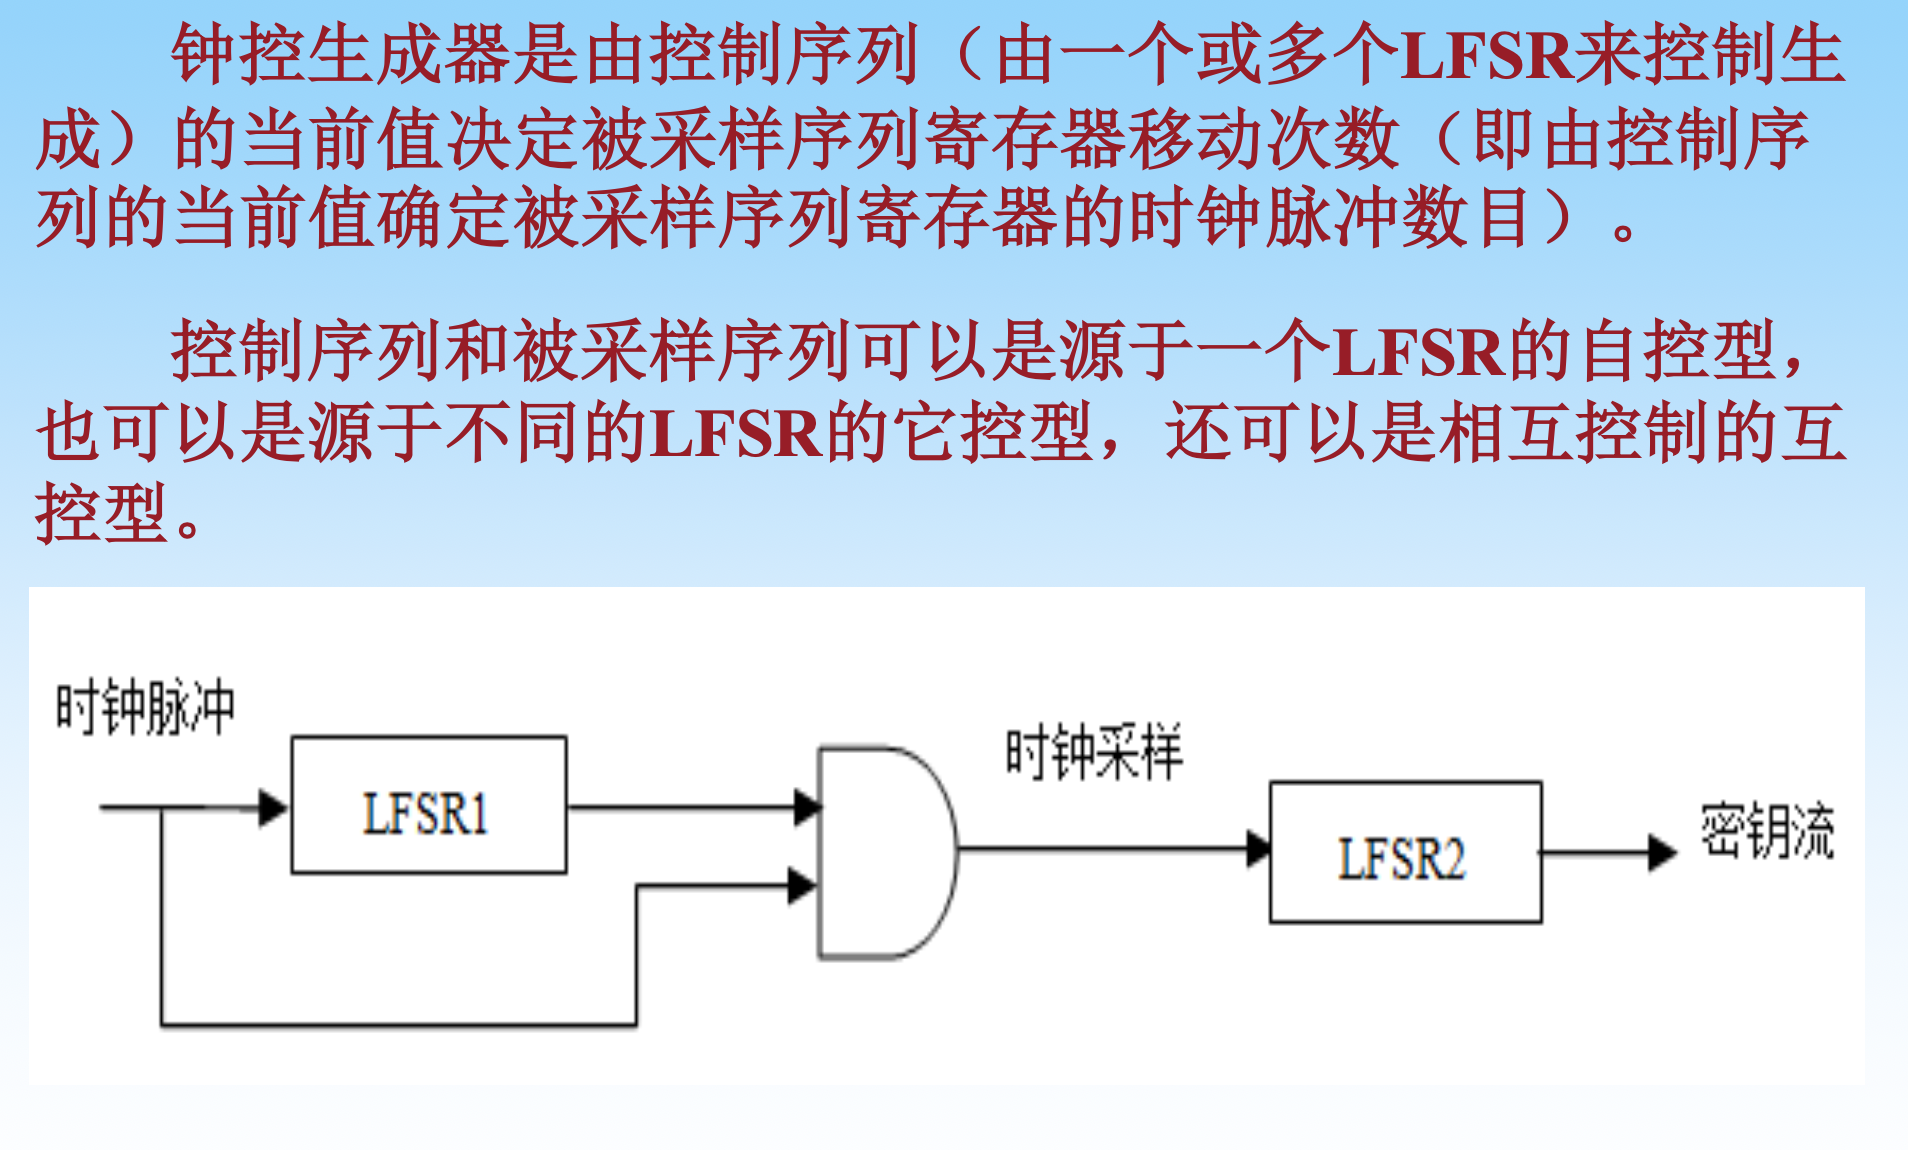 钟控生成器是由控制序列（由一个或多个LFSR来控制生
成）的当前值决定被采样序列寄存器移动次数（即由控制序
列的当前值确定被采样序列寄存器的时钟脉冲数目）。
控制序列和被采样序列可以是源于一个LFSR的自控型，
也可以是源于不同的LFSR的它控型，还可以是相互控制的互
控型。
时钟脉冲
LFSR1
时钟采样
LFSR2
密钥流